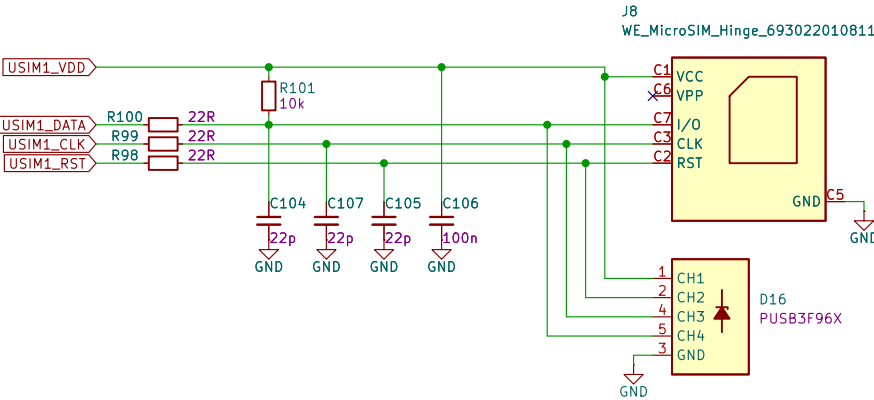 J8
WE_MicroSIM_Hinge_693022010811
USIM1_VDD
C1 VCC
C6 VPP
R101
10k
USIM1_DATA R100 22R
C7 I/O
USIM1_CLK R99 22R
C3 CLK
USIM1_RST R98 22R
C2 RST
GND C5
C104 C107 C105 C106
22p 22p 22p 100n
GND GND GND GND
GND
1 CH1
2 CH2
4 CH3
5 CH4
3 GND
D16
PUSB3F96X
GND